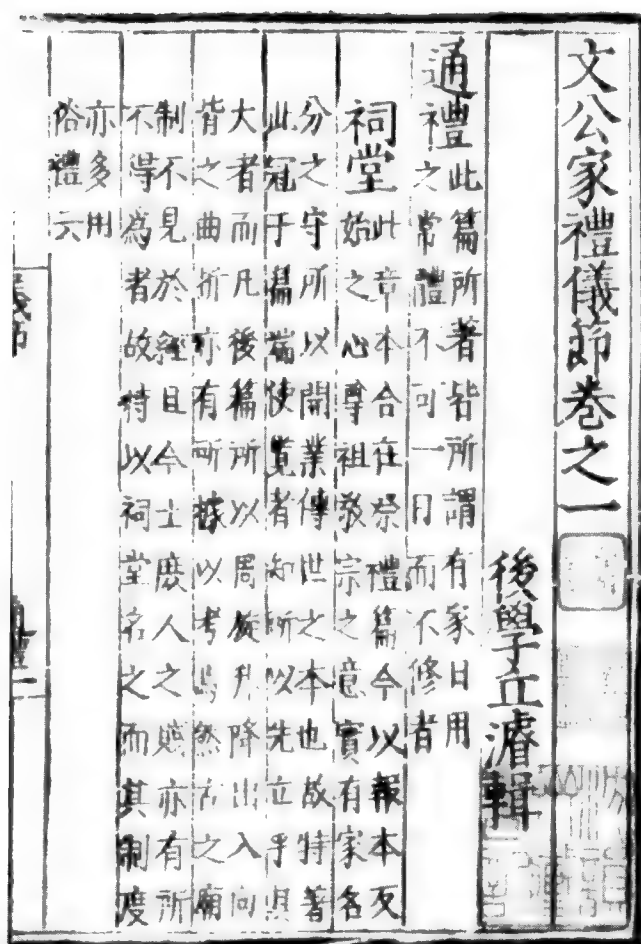 文公家禮儀節卷之一
後學丘濬輯
通禮此篇所著皆所謂有家日用
之常體不可一日而不修者
祠堂此章本合在祭禮篇今以報本反
始之心尊祖敬宗之意實有家名
分之守所以開業傳世之本也故特著
此冠于篇端使覽者知所以先立乎其
大者而凡後篇所以周旋升降出入向
背之曲折亦有所據以考焉然古之廟
制不見於經且今士庶人之賤亦有所
不得為者故特以祠堂名之而其制度
亦多用
俗禮云